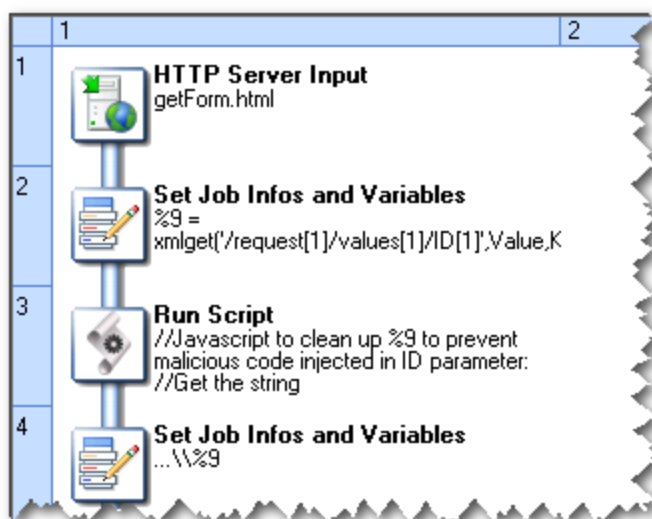 1
2
1
HTTP Server Input
getForm.html
2
Set Job Infos and Variables
%9 =
xmlget('/request[1]/values[1]/ID[1]',Value,K
3
Run Script
//Javascript to clean up %9 to prevent
malicious code injected in ID parameter:
//Get the string
4
Set Job Infos and Variables
...\\%9